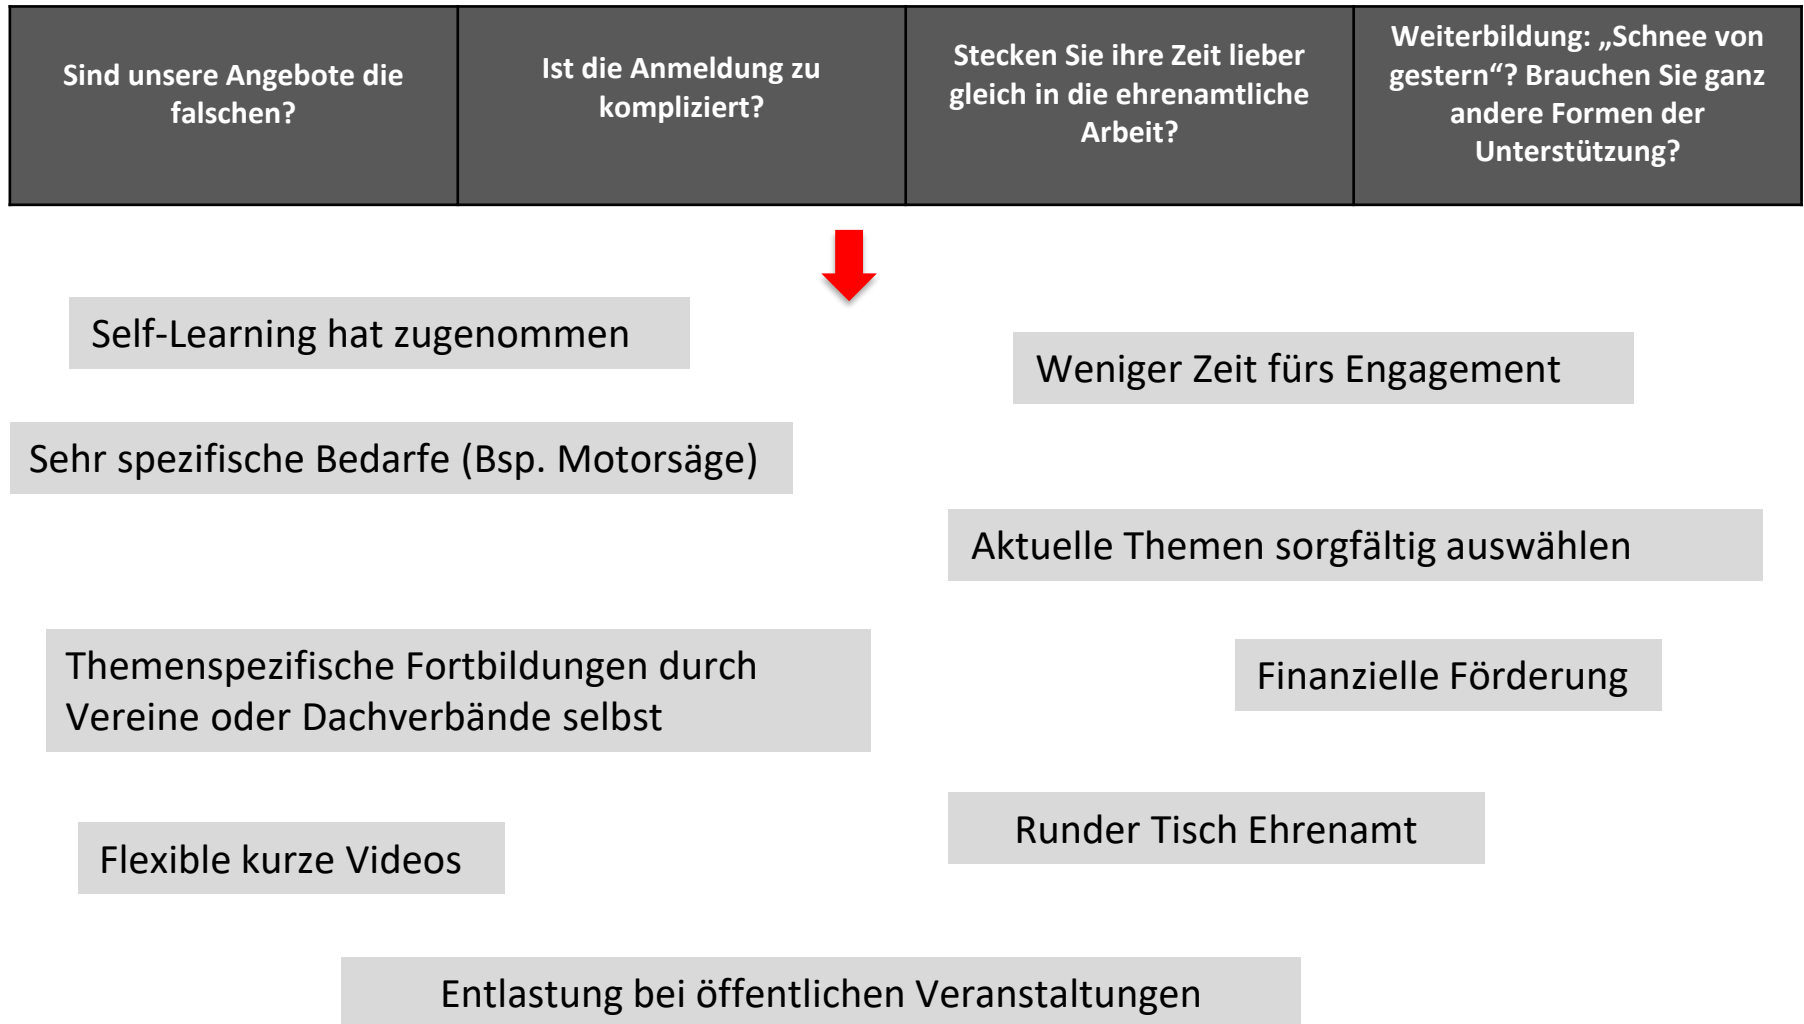 Sind unsere Angebote die
falschen?
Ist die Anmeldung zu
kompliziert?
Stecken Sie ihre Zeit lieber
gleich in die ehrenamtliche
Arbeit?
Weiterbildung: „Schnee von
gestern“? Brauchen Sie ganz
andere Formen der
Unterstützung?
Self-Learning hat zugenommen
Weniger Zeit fürs Engagement
Sehr spezifische Bedarfe (Bsp. Motorsäge)
Aktuelle Themen sorgfältig auswählen
Themenspezifische Fortbildungen durch
Vereine oder Dachverbände selbst
Finanzielle Förderung
Runder Tisch Ehrenamt
Flexible kurze Videos
Entlastung bei öffentlichen Veranstaltungen